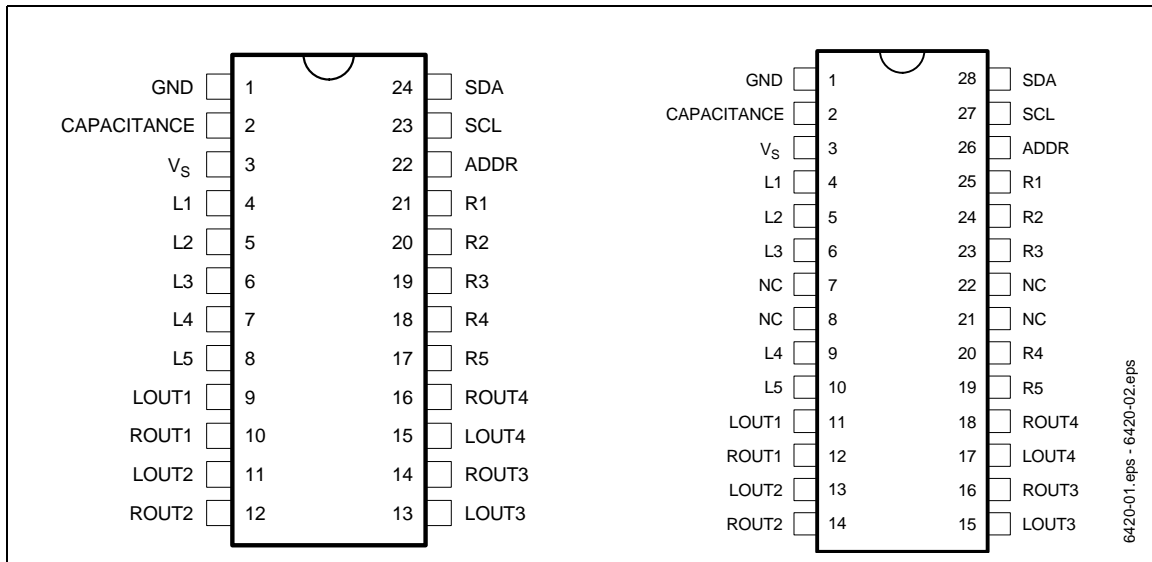 GND 1 24 SDA
CAPACITANCE 2 23 SCL
VS 3 22 ADDR
L1 4 21 R1
L2 5 20 R2
L3 6 19 R3
L4 7 18 R4
L5 8 17 R5
LOUT1 9 16 ROUT4
ROUT1 10 15 LOUT4
LOUT2 11 14 ROUT3
ROUT2 12 13 LOUT3
GND 1 28 SDA
CAPACITANCE 2 27 SCL
VS 3 26 ADDR
L1 4 25 R1
L2 5 24 R2
L3 6 23 R3
NC 7 22 NC
NC 8 21 NC
L4 9 20 R4
L5 10 19 R5
LOUT1 11 18 ROUT4
ROUT1 12 17 LOUT4
LOUT2 13 16 ROUT3
ROUT2 14 15 LOUT3
6420-01.eps - 6420-02.eps